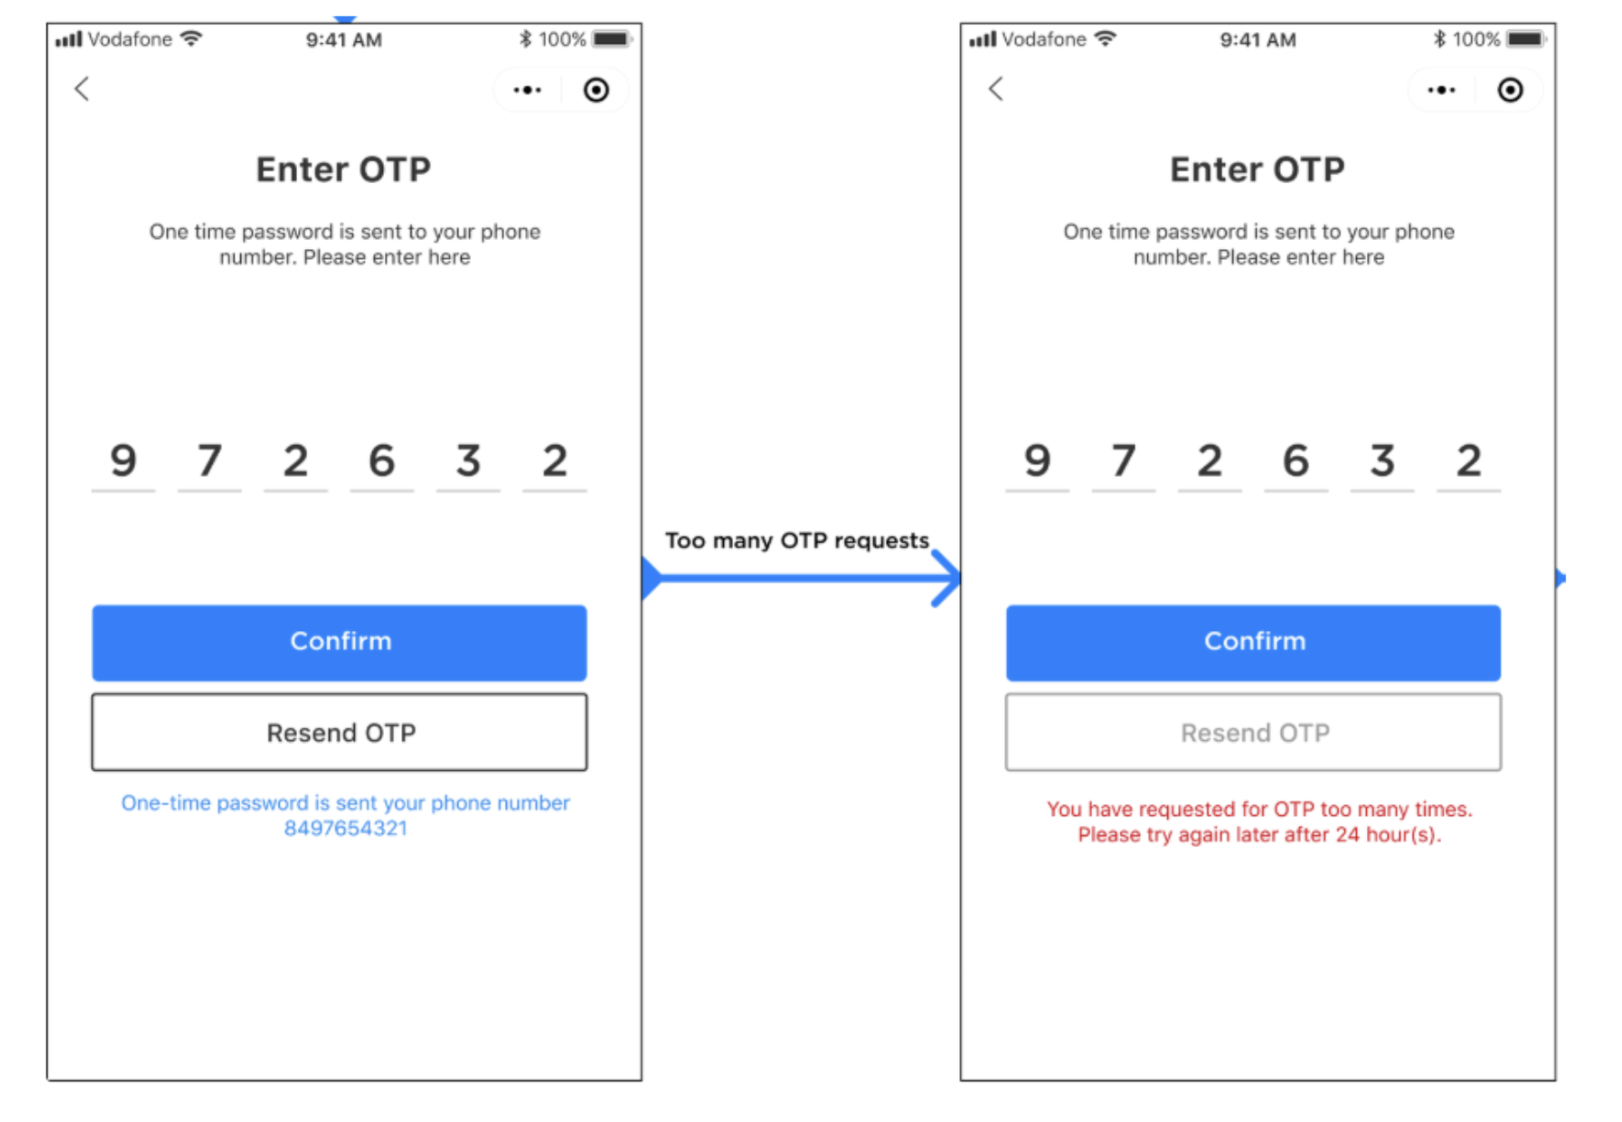 Vodafone 9:41 AM 100%
Enter OTP
One time password is sent to your phone
number. Please enter here
9 7 2 6 3 2
Confirm
Resend OTP
One-time password is sent your phone number
8497654321
Too many OTP requests
Vodafone 9:41 AM 100%
Enter OTP
One time password is sent to your phone
number. Please enter here
9 7 2 6 3 2
Confirm
Resend OTP
You have requested for OTP too many times.
Please try again later after 24 hour(s).